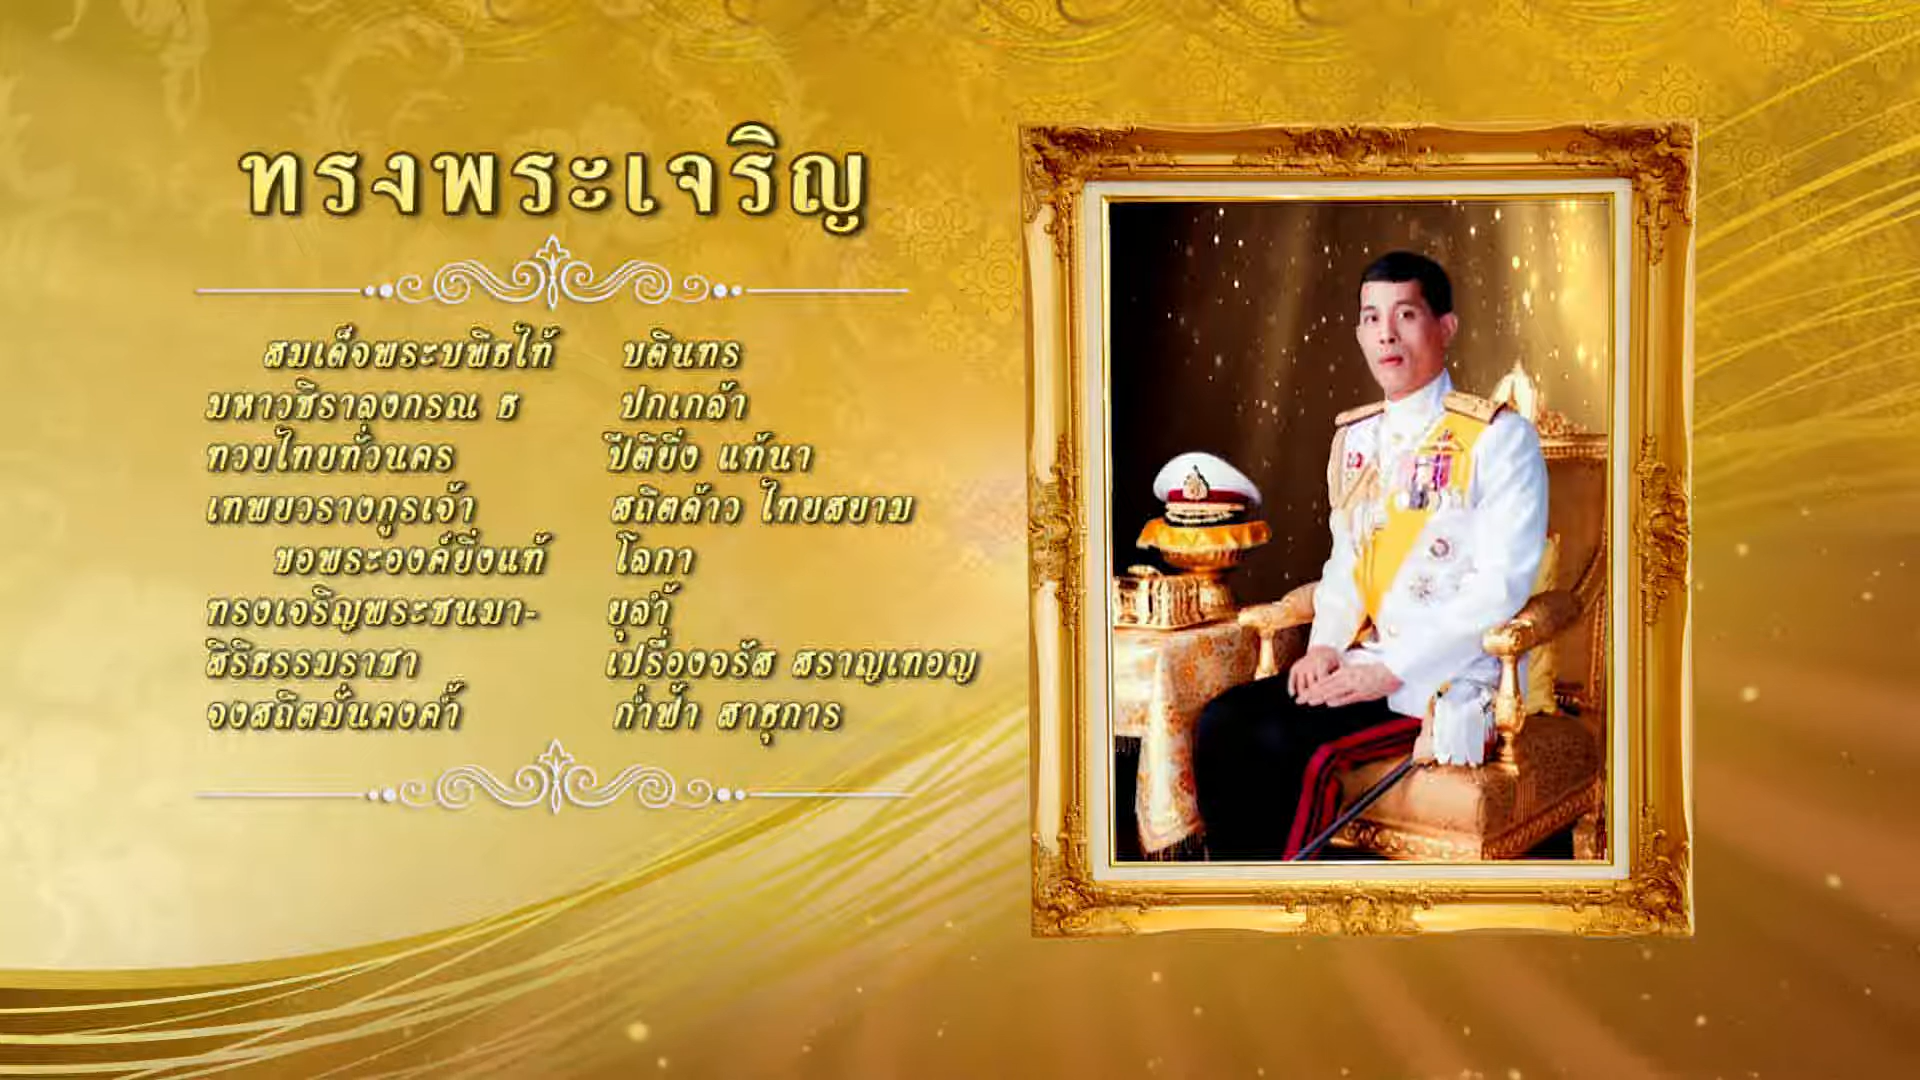 ทรงพระเจริญ
สมเด็จพระบพิธไท้ บดินทร
มหาวชิราลงกรณ ธ ปกเกล้า
ทวยไทยทั่วนคร ปีติยิ่ง แท้นา
เทพยวรางกูรเจ้า สถิตด้าว ไทยสยาม
ขอพระองค์ยิ่งแท้ โลกา
ทรงเจริญพระชนมา- ยุล้ำ
สิริธรรมราชา เปรื่องจรัส สราญเทอญ
จงสถิตมั่นคงค้ำ ก่ำฟ้า สาธุการ